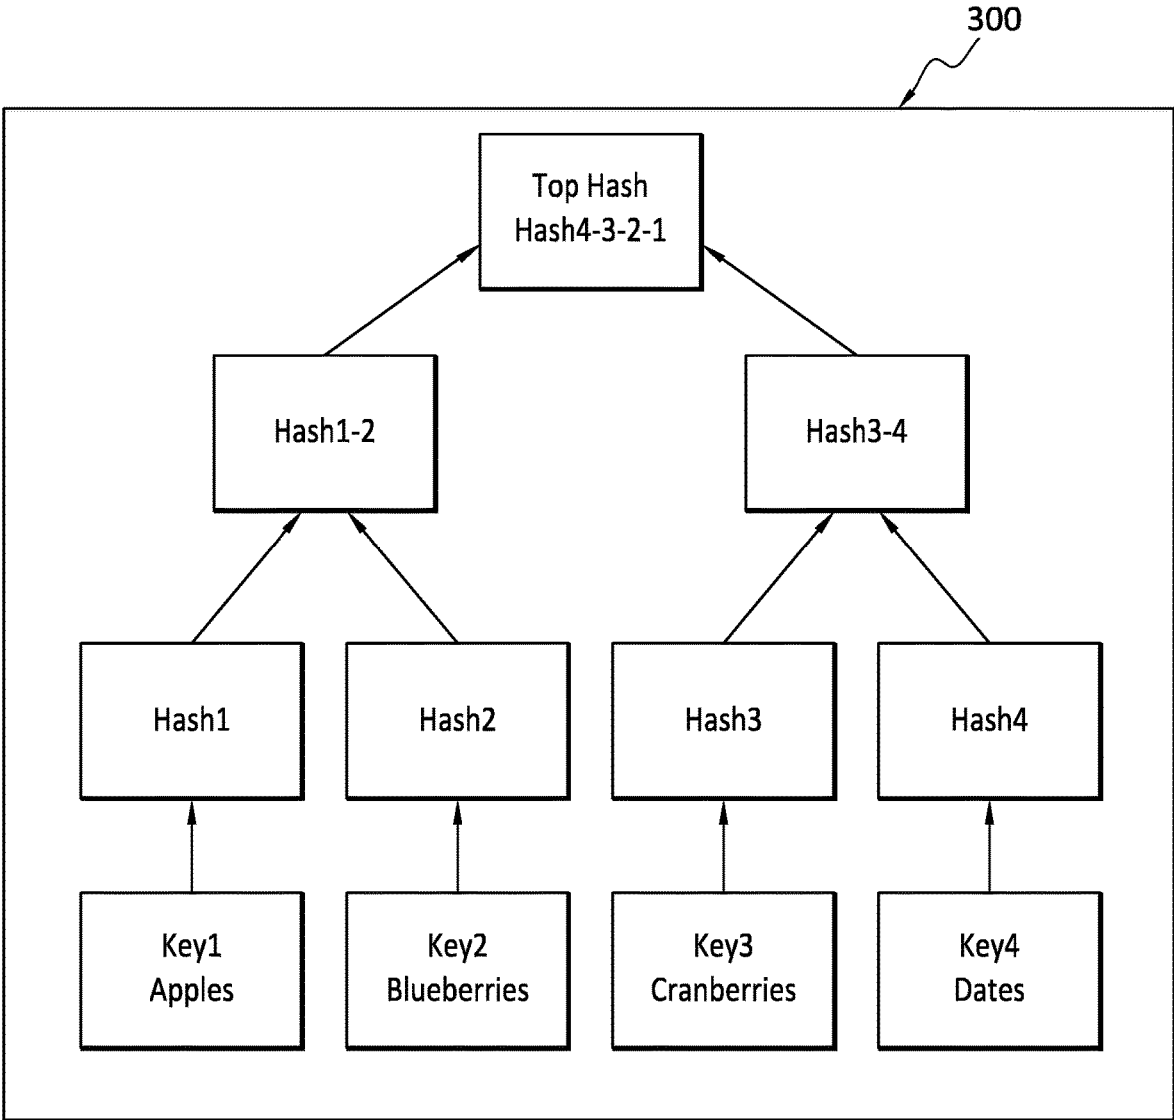 300
Top Hash
Hash4-3-2-1
Hash1-2
Hash3-4
Hash1
Hash2
Hash3
Hash4
Key1
Apples
Key2
Blueberries
Key3
Cranberries
Key4
Dates